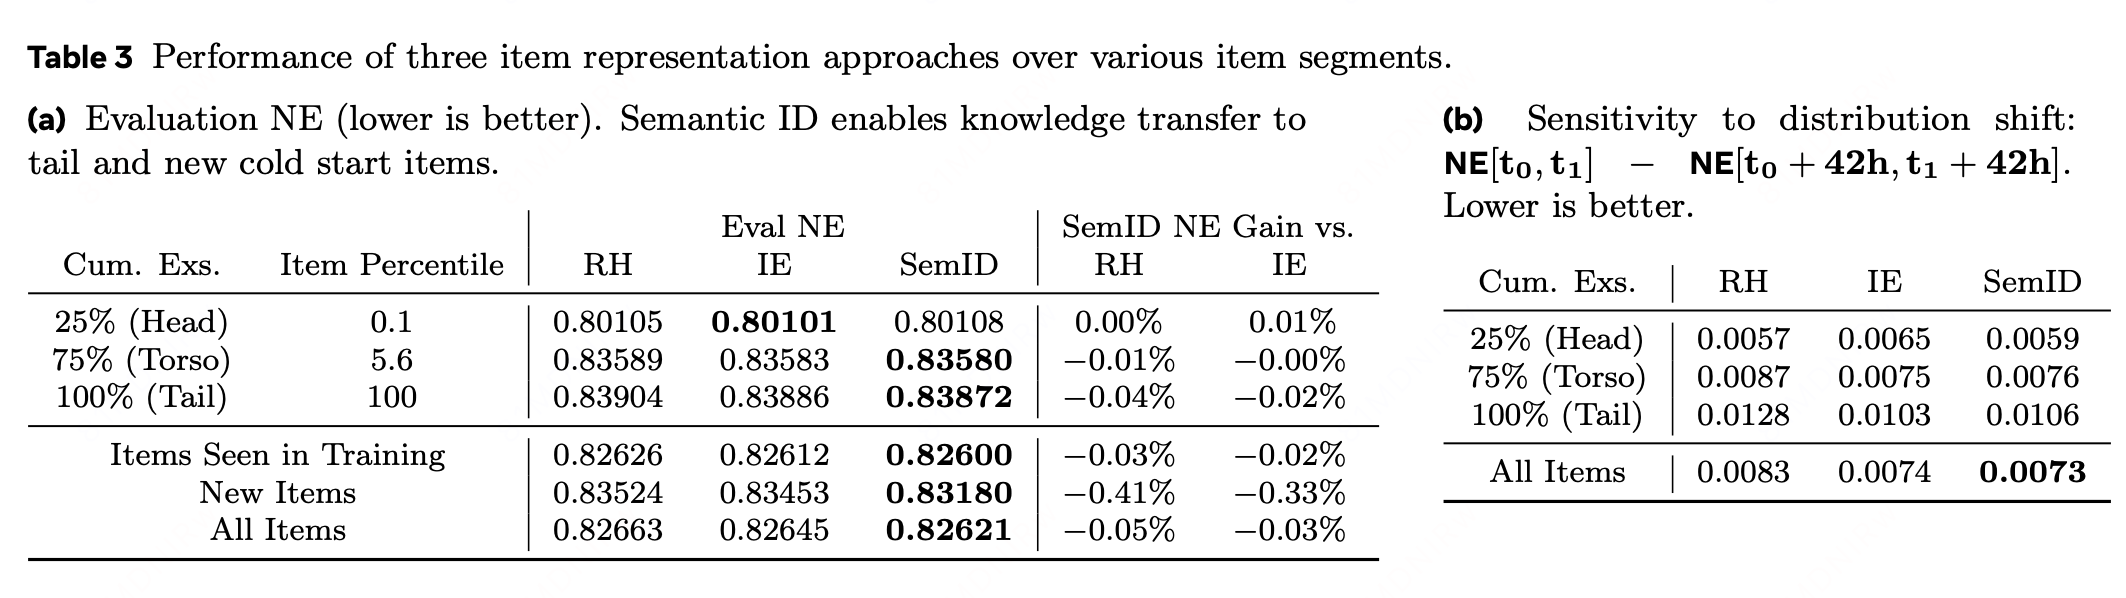 Table 3 Performance of three item representation approaches over various item segments.
(a) Evaluation NE (lower is better). Semantic ID enables knowledge transfer to
tail and new cold start items.
Eval NE SemID NE Gain vs.
Cum. Exs. Item Percentile RH IE SemID RH IE
25% (Head) 0.1 0.80105 0.80101 0.80108 0.00% 0.01%
75% (Torso) 5.6 0.83589 0.83583 0.83580 −0.01% −0.00%
100% (Tail) 100 0.83904 0.83886 0.83872 −0.04% −0.02%
Items Seen in Training 0.82626 0.82612 0.82600 −0.03% −0.02%
New Items 0.83524 0.83453 0.83180 −0.41% −0.33%
All Items 0.82663 0.82645 0.82621 −0.05% −0.03%
(b) Sensitivity to distribution shift:
NE[t₀, t₁] − NE[t₀ + 42h, t₁ + 42h].
Lower is better.
Cum. Exs. RH IE SemID
25% (Head) 0.0057 0.0065 0.0059
75% (Torso) 0.0087 0.0075 0.0076
100% (Tail) 0.0128 0.0103 0.0106
All Items 0.0083 0.0074 0.0073